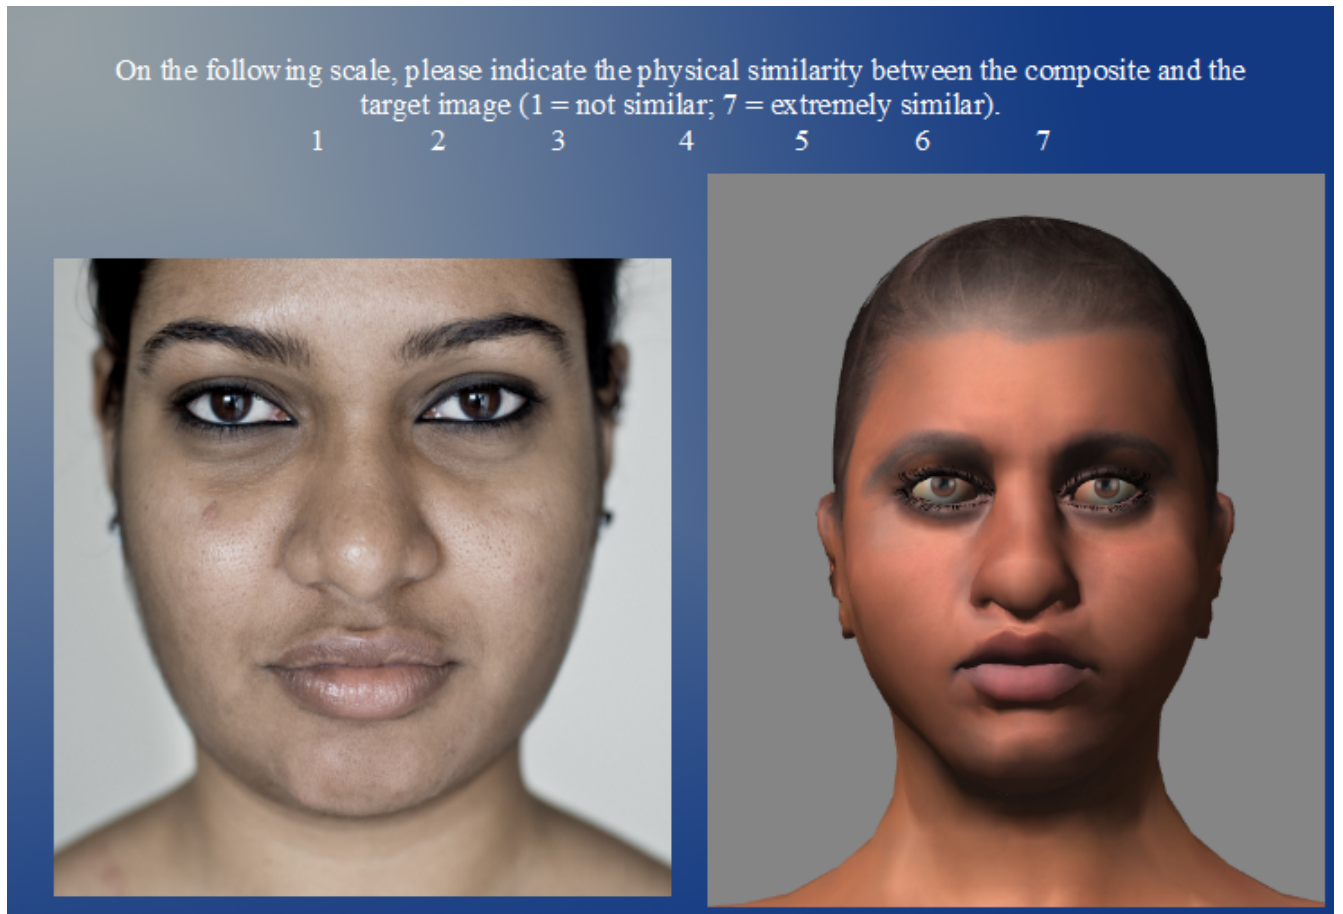 On the following scale, please indicate the physical similarity between the composite and the
target image (1 = not similar; 7 = extremely similar).
1 2 3 4 5 6 7